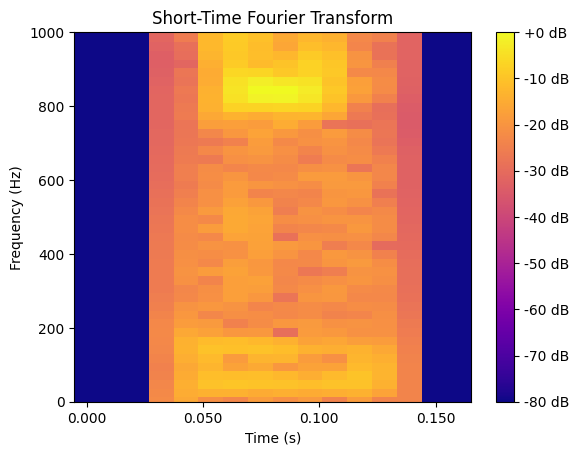 Short-Time Fourier Transform
1000
800
600
400
200
0
Frequency (Hz)
0.000
0.050
0.100
0.150
Time (s)
+0 dB
-10 dB
-20 dB
-30 dB
-40 dB
-50 dB
-60 dB
-70 dB
-80 dB